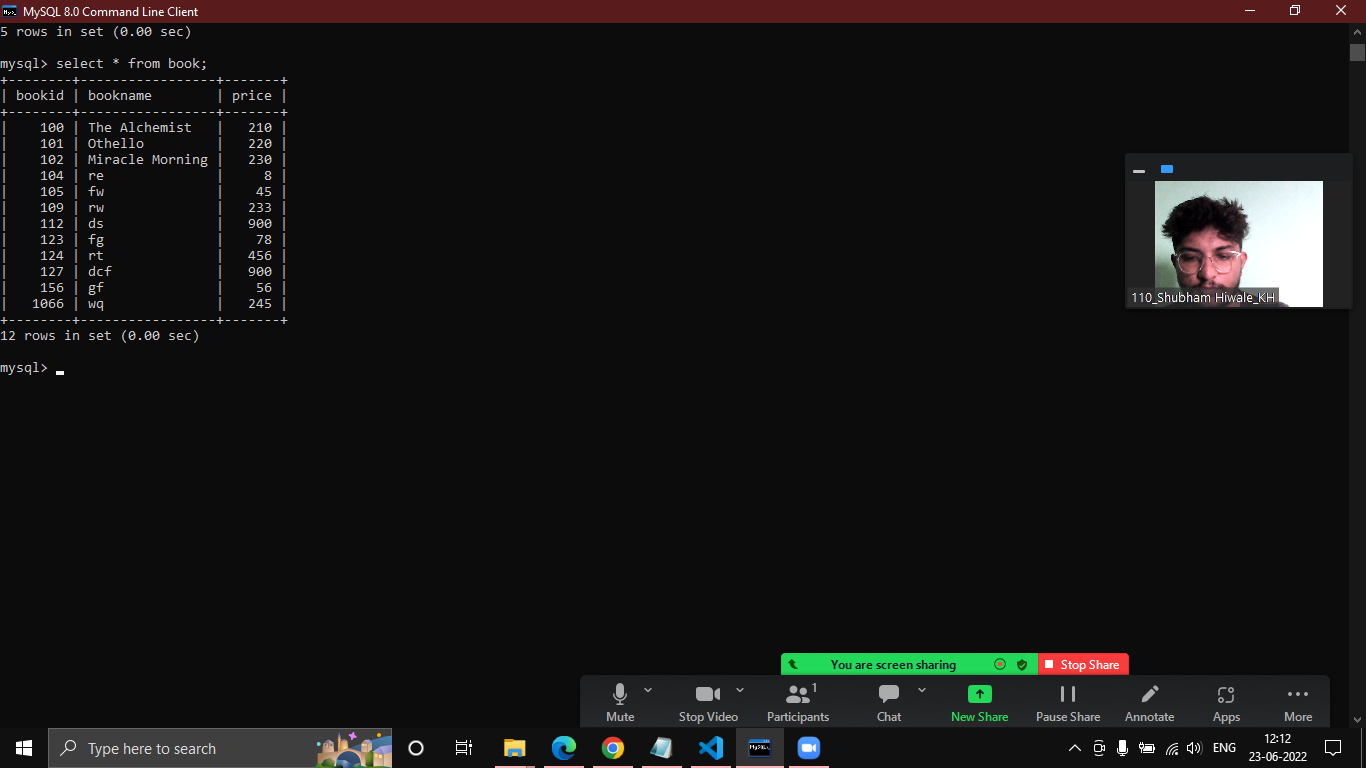 MySQL 8.0 Command Line Client
5 rows in set (0.00 sec)
mysql> select * from book;
+--------+-----------------+-------+
| bookid | bookname        | price |
+--------+-----------------+-------+
|    100 | The Alchemist   |   210 |
|    101 | Othello         |   220 |
|    102 | Miracle Morning |   230 |
|    104 | re              |     8 |
|    105 | fw              |    45 |
|    109 | rw              |   233 |
|    112 | ds              |   900 |
|    123 | fg              |    78 |
|    124 | rt              |   456 |
|    127 | dcf             |   900 |
|    156 | gf              |    56 |
|   1066 | wq              |   245 |
+--------+-----------------+-------+
12 rows in set (0.00 sec)
mysql>
110_Shubham Hiwale_KH
You are screen sharing
Stop Share
1
Mute
Stop Video
Participants
Chat
New Share
Pause Share
Annotate
Apps
More
Type here to search
MySQL
ENG
12:12
23-06-2022